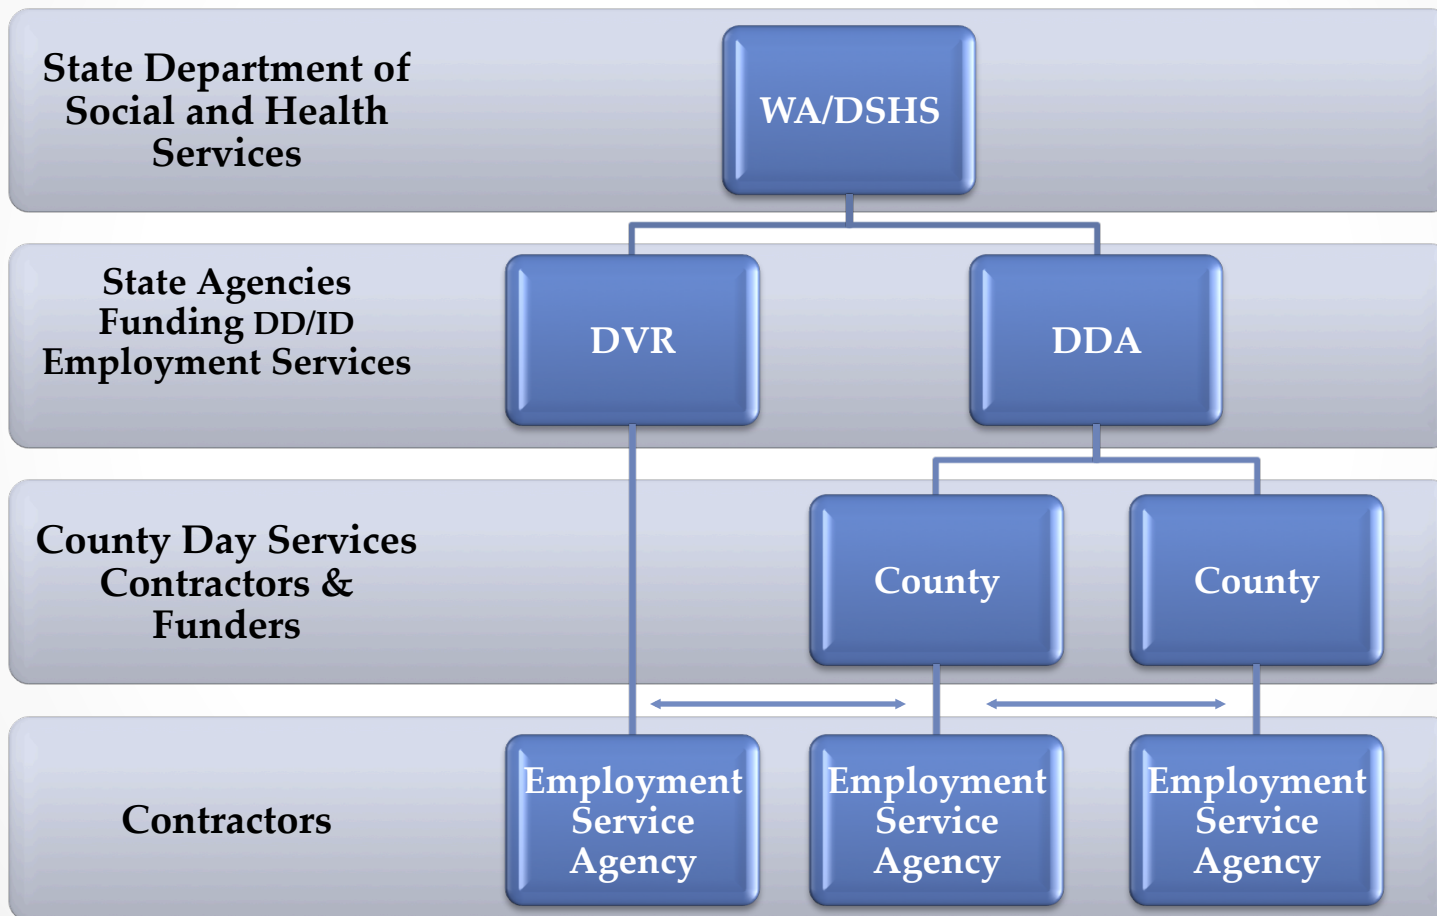 State Department of
Social and Health
Services
WA/DSHS
State Agencies
Funding DD/ID
Employment Services
DVR
DDA
County Day Services
Contractors &
Funders
County
County
Contractors
Employment
Service
Agency
Employment
Service
Agency
Employment
Service
Agency